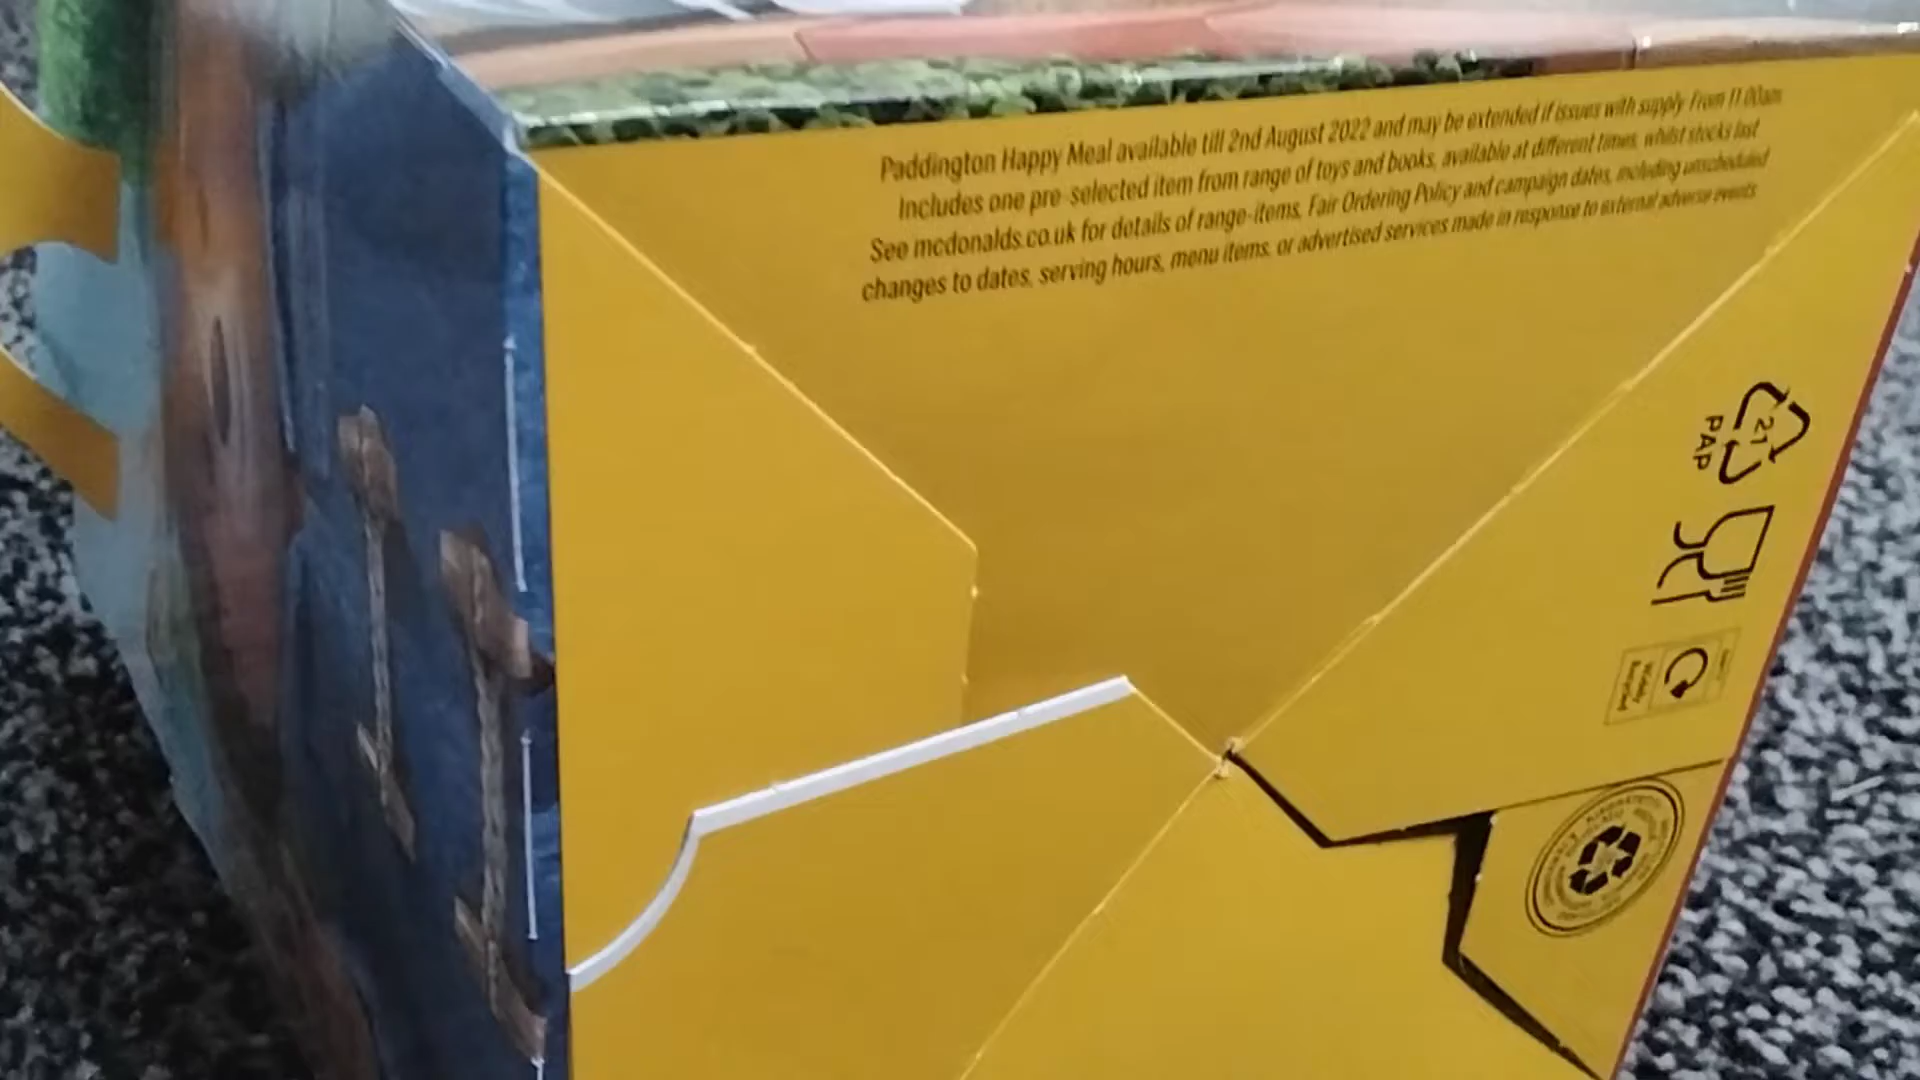 Paddington Happy Meal available till 2nd August 2022 and may be extended if issues with supply. From 11.00am
Includes one pre-selected item from range of toys and books, available at different times, whilst stocks last
See mcdonalds.co.uk for details of range-items, Fair Ordering Policy and campaign dates, including unscheduled
changes to dates, serving hours, menu items, or advertised services made in response to external adverse events
21
PAP